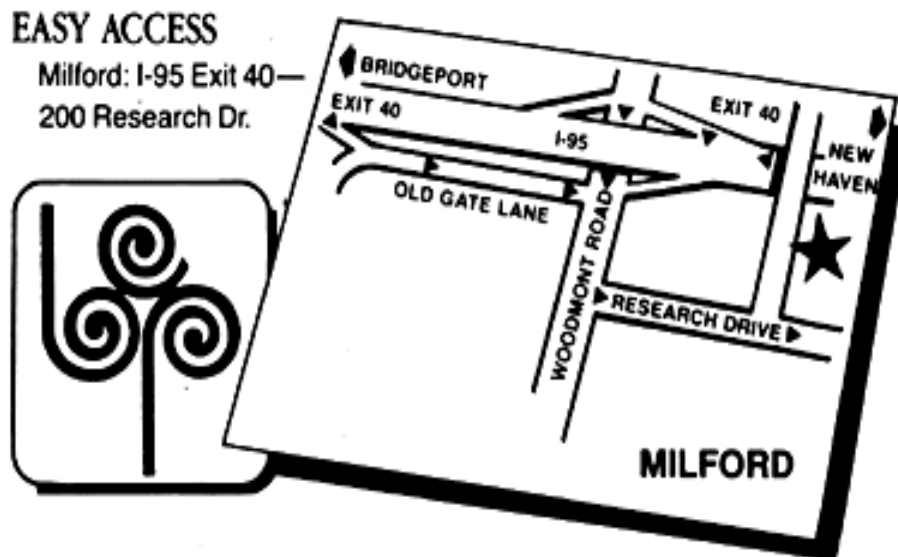 EASY ACCESS
Milford: I-95 Exit 40—
200 Research Dr.
BRIDGEPORT
EXIT 40
EXIT 40
I-95
NEW
HAVEN
OLD GATE LANE
WOODMONT ROAD
RESEARCH DRIVE
MILFORD